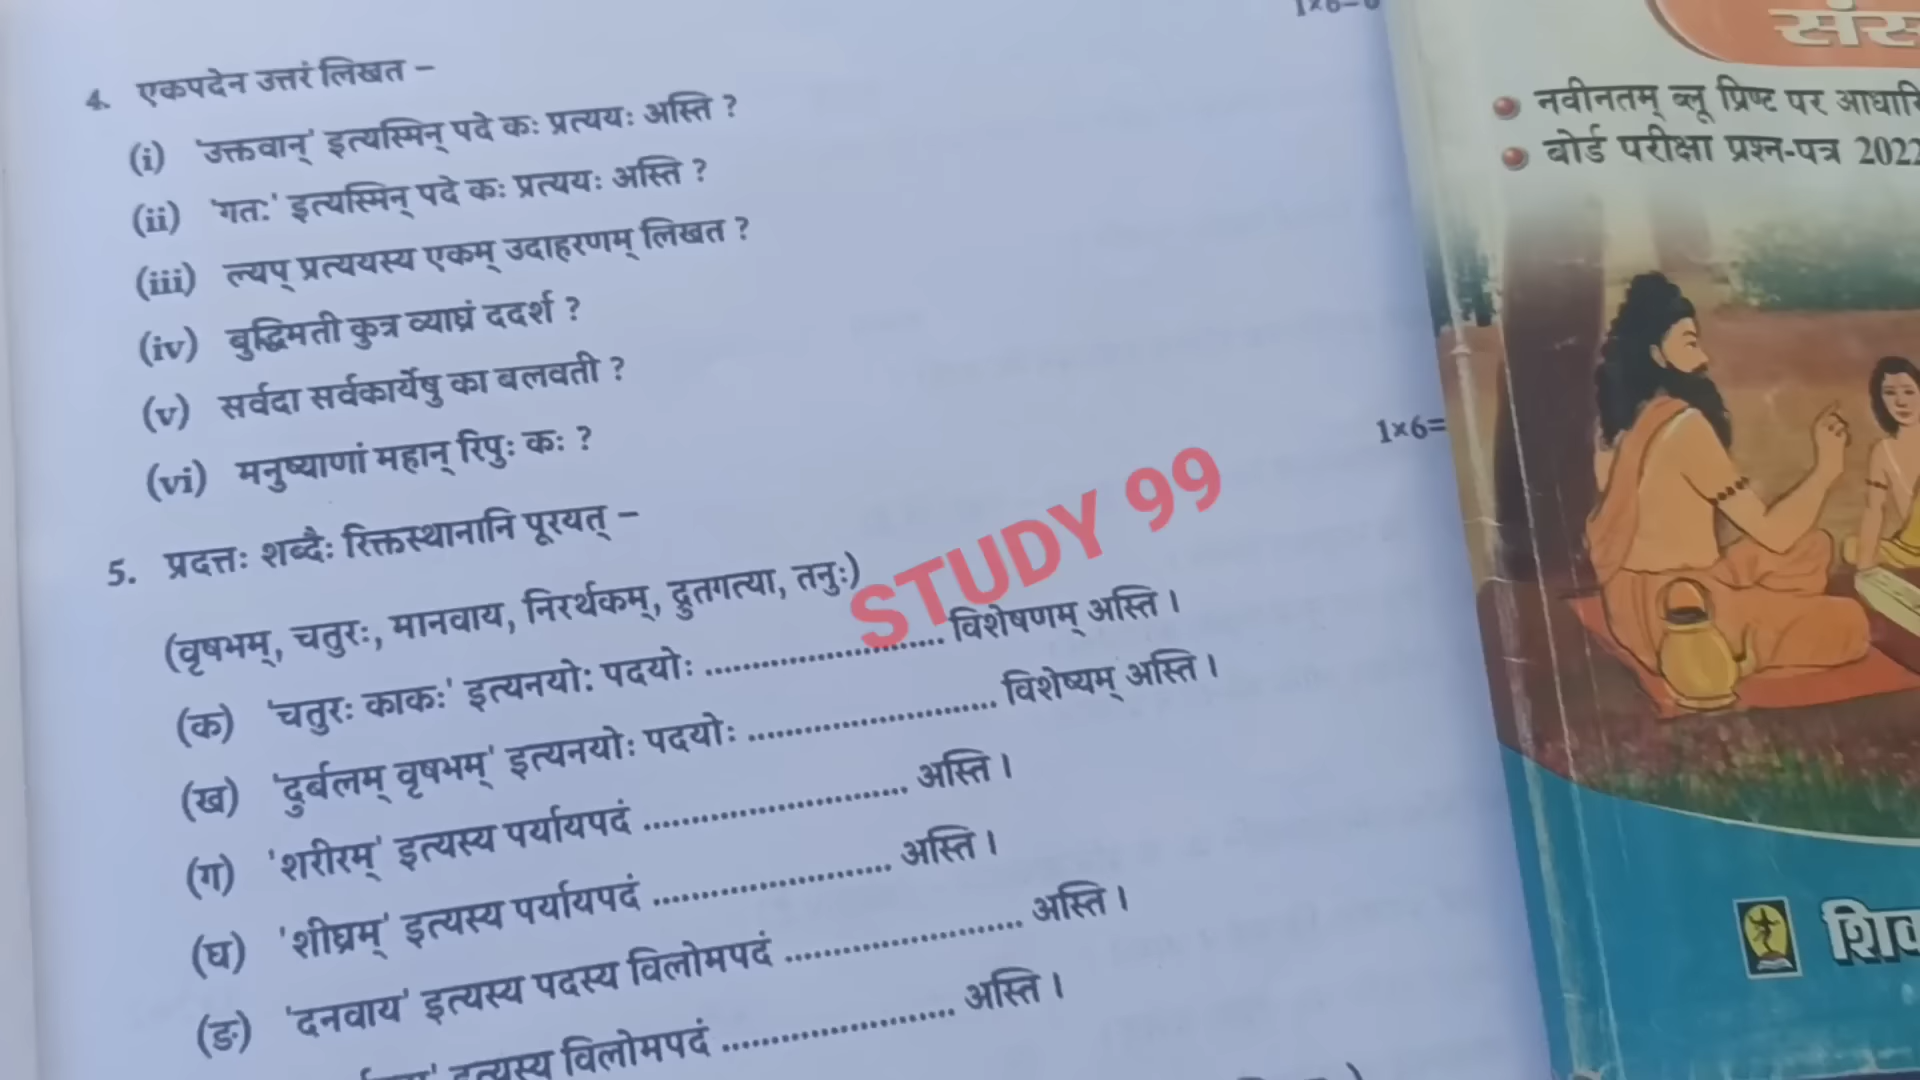 1×6=6
4. एकपदेन उत्तरं लिखत –
(i) 'उक्तवान्' इत्यस्मिन् पदे कः प्रत्ययः अस्ति ?
(ii) 'गतः' इत्यस्मिन् पदे कः प्रत्ययः अस्ति ?
(iii) ल्यप् प्रत्ययस्य एकम् उदाहरणम् लिखत ?
(iv) बुद्धिमती कुत्र व्याघ्रं ददर्श ?
(v) सर्वदा सर्वकार्येषु का बलवती ?
(vi) मनुष्याणां महान् रिपुः कः ?
1×6=
5. प्रदत्तः शब्दैः रिक्तस्थानानि पूरयत् –
(वृषभम्, चतुरः, मानवाय, निरर्थकम्, द्रुतगत्या, तनुः)
(क) 'चतुरः काकः' इत्यनयोः पदयोः .......................... विशेषणम् अस्ति ।
(ख) 'दुर्बलम् वृषभम्' इत्यनयोः पदयोः .......................... विशेष्यम् अस्ति ।
(ग) 'शरीरम्' इत्यस्य पर्यायपदं .......................... अस्ति ।
(घ) 'शीघ्रम्' इत्यस्य पर्यायपदं .......................... अस्ति ।
(ङ) 'दनवाय' इत्यस्य पदस्य विलोमपदं .......................... अस्ति ।
इत्यस्य विलोमपदं .......................... अस्ति ।
STUDY 99
नवीनतम् ब्लू प्रिण्ट पर
बोर्ड परीक्षा प्रश्न-पत्र 2022